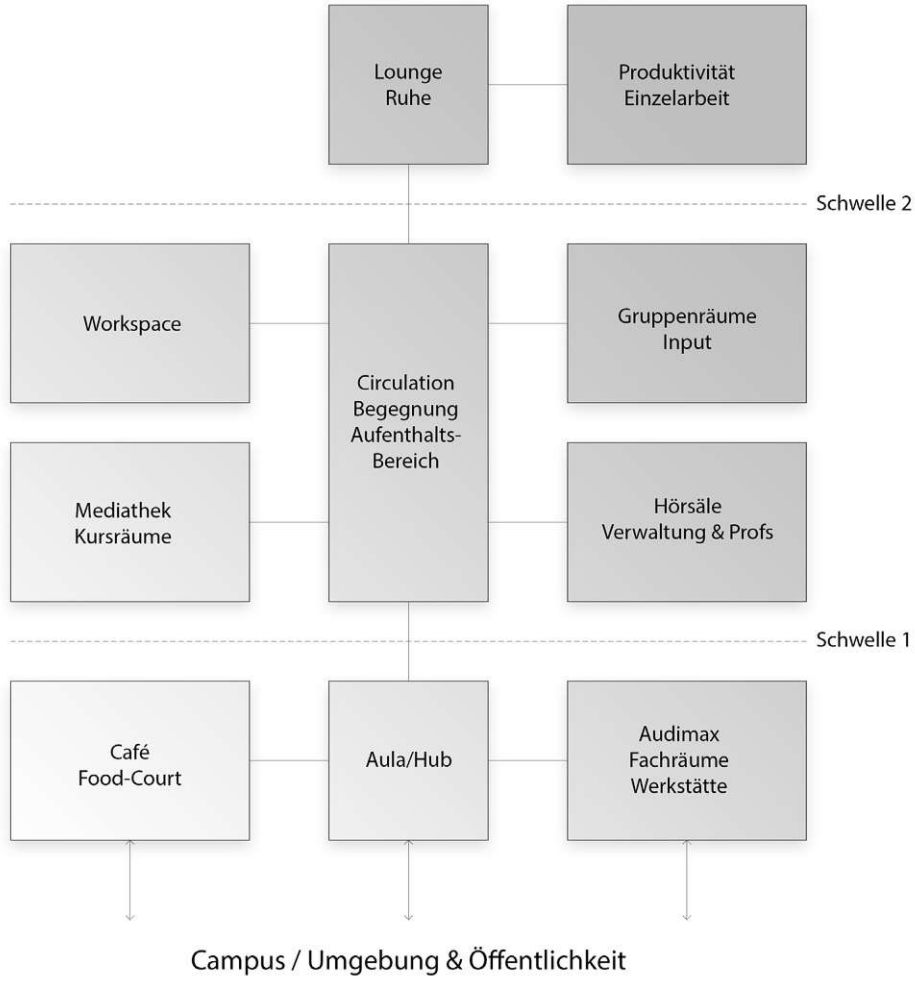 Lounge
Ruhe
Produktivität
Einzelarbeit
Schwelle 2
Workspace
Circulation
Begegnung
Aufenthalts-
Bereich
Gruppenräume
Input
Mediathek
Kursräume
Hörsäle
Verwaltung & Profs
Schwelle 1
Café
Food-Court
Aula/Hub
Audimax
Fachräume
Werkstätte
Campus / Umgebung & Öffentlichkeit